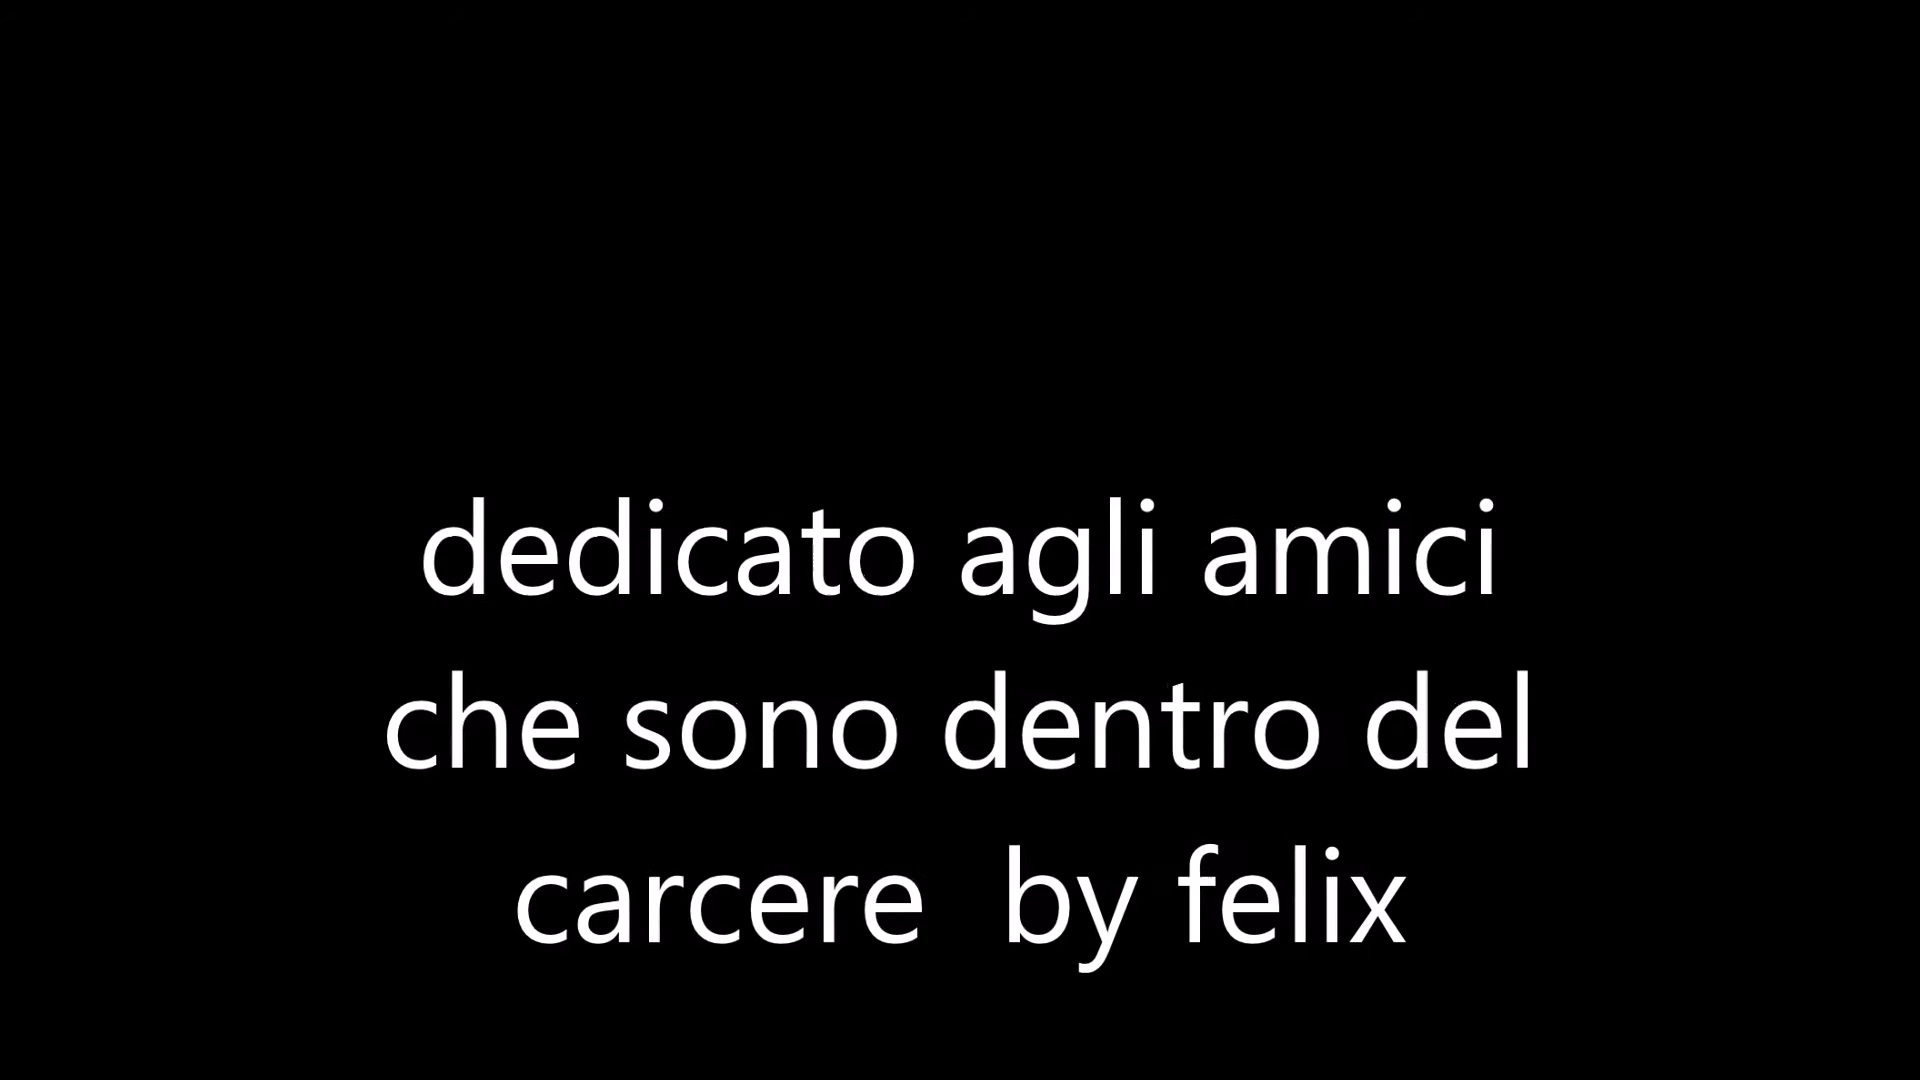 dedicato agli amici
che sono dentro del
carcere  by felix